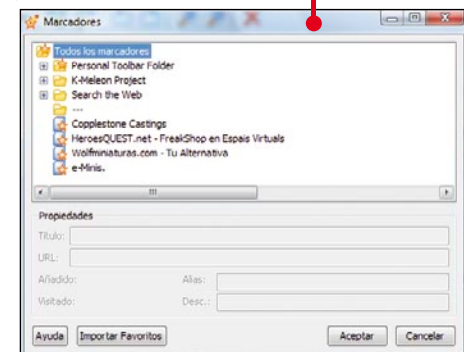 Marcadores
Todos los marcadores
Personal Toolbar Folder
K-Meleon Project
Search the Web
---
Copplestone Castings
HeroesQUEST.net - FreakShop en Espais Virtuals
Wolfminiaturas.com - Tu Alternativa
e-Minis.
Propiedades
Título:
URL:
Añadido: Alias:
Visitado: Desc.:
Ayuda Importar Favoritos Aceptar Cancelar